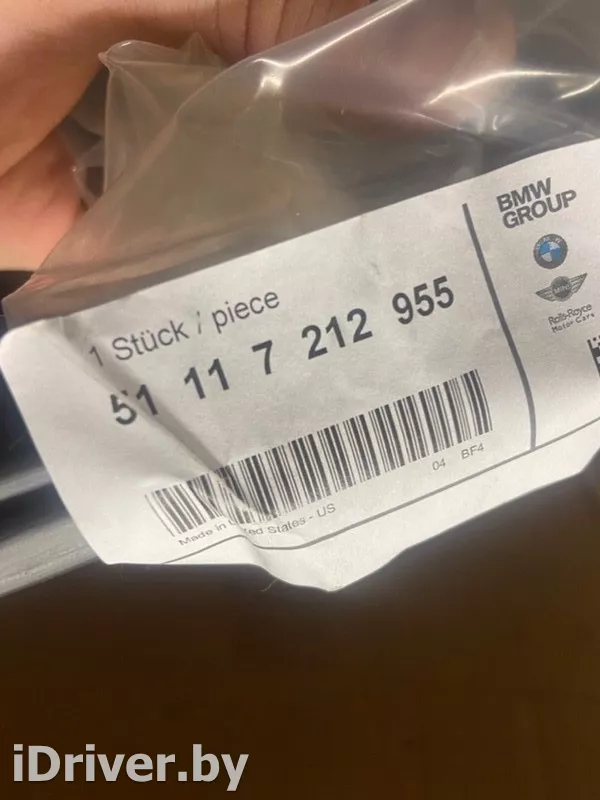 BMW
GROUP
MINI
Rolls-Royce
Motor Cars
1 Stück / piece
51 11 7 212 955
04 BF4
Made in United States - US
iDriver.by